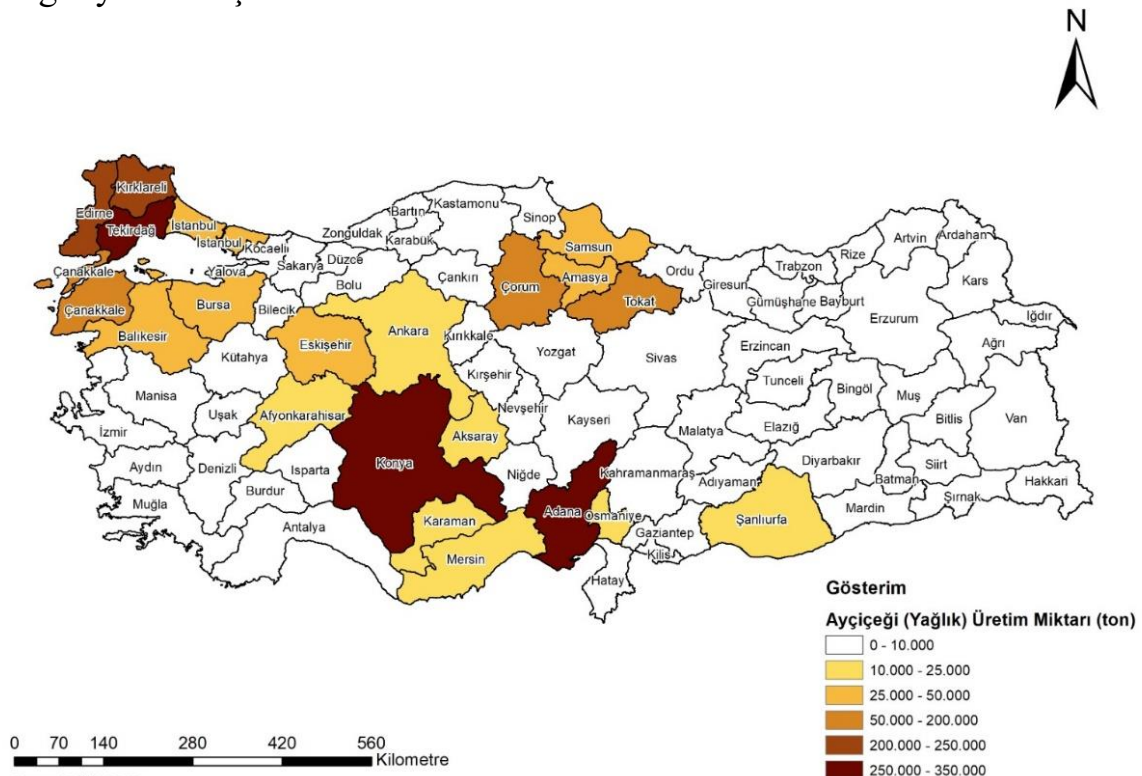 N
Kırklareli
Edirne
Tekirdağ
İstanbul
İstanbul
Kocaeli
Yalova
Sakarya
Düzce
Zonguldak
Bartın
Karabük
Kastamonu
Sinop
Samsun
Bolu
Çankırı
Çorum
Amasya
Tokat
Ordu
Giresun
Trabzon
Rize
Artvin
Ardahan
Kars
Gümüşhane
Bayburt
Erzurum
Iğdır
Ağrı
Çanakkale
Çanakkale
Balıkesir
Bursa
Bilecik
Eskişehir
Ankara
Kırıkkale
Yozgat
Sivas
Erzincan
Tunceli
Bingöl
Muş
Bitlis
Van
Kütahya
Manisa
Uşak
Afyonkarahisar
Kırşehir
Nevşehir
Kayseri
Malatya
Elazığ
Aksaray
İzmir
Aydın
Denizli
Isparta
Konya
Niğde
Kahramanmaraş
Adıyaman
Diyarbakır
Batman
Siirt
Hakkari
Şırnak
Mardin
Muğla
Burdur
Antalya
Karaman
Mersin
Adana
Osmaniye
Gaziantep
Kilis
Şanlıurfa
Hatay
Gösterim
Ayçiçeği (Yağlık) Üretim Miktarı (ton)
0 - 10.000
10.000 - 25.000
25.000 - 50.000
50.000 - 200.000
200.000 - 250.000
250.000 - 350.000
0 70 140 280 420 560
Kilometre